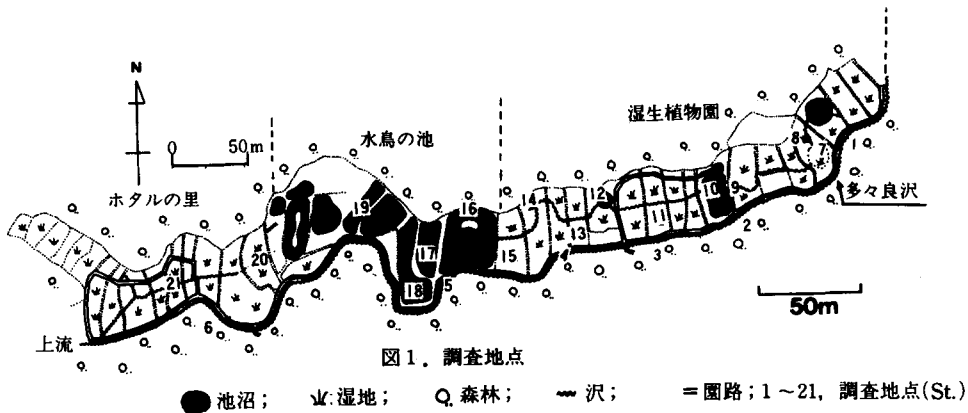 N
0 50m
水鳥の池
湿生植物園
ホタルの里
多々良沢
上流
1
2
3
4
5
6
7
8
9
10
11
12
13
14
15
16
17
18
19
20
21
50m
図1. 調査地点
池沼; 湿地; 森林; 沢; 園路; 1~21, 調査地点(St.)